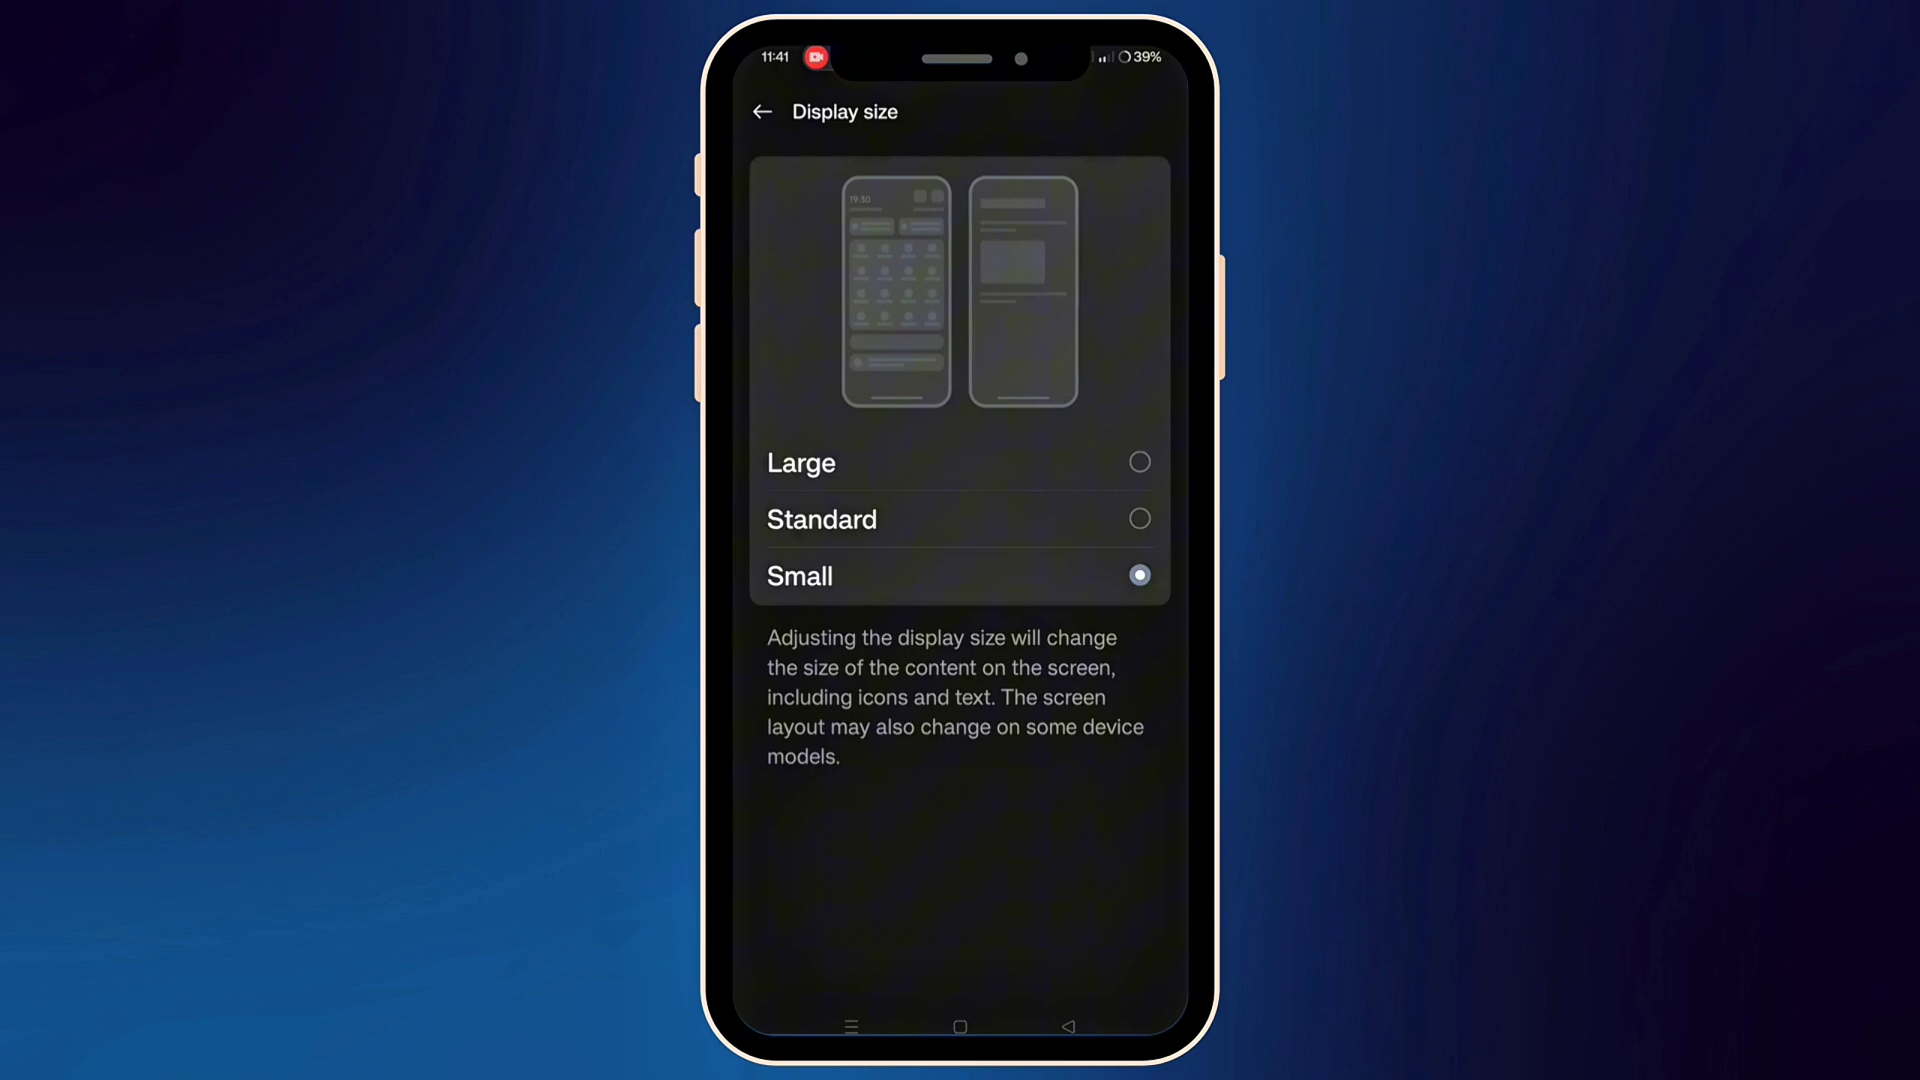 11:41
39%
Display size
19:30
Large
Standard
Small
Adjusting the display size will change
the size of the content on the screen,
including icons and text. The screen
layout may also change on some device
models.